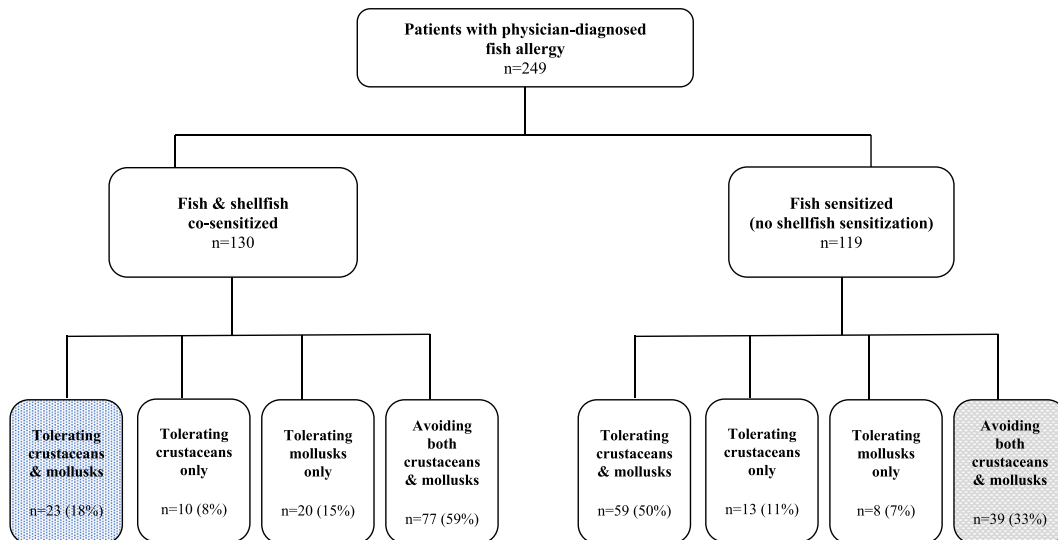 Patients with physician-diagnosed
fish allergy
n=249
Fish & shellfish
co-sensitized
n=130
Fish sensitized
(no shellfish sensitization)
n=119
Tolerating
crustaceans
& mollusks
n=23 (18%)
Tolerating
crustaceans
only
n=10 (8%)
Tolerating
mollusks
only
n=20 (15%)
Avoiding
both
crustaceans
& mollusks
n=77 (59%)
Tolerating
crustaceans
& mollusks
n=59 (50%)
Tolerating
crustaceans
only
n=13 (11%)
Tolerating
mollusks
only
n=8 (7%)
Avoiding
both
crustaceans
& mollusks
n=39 (33%)